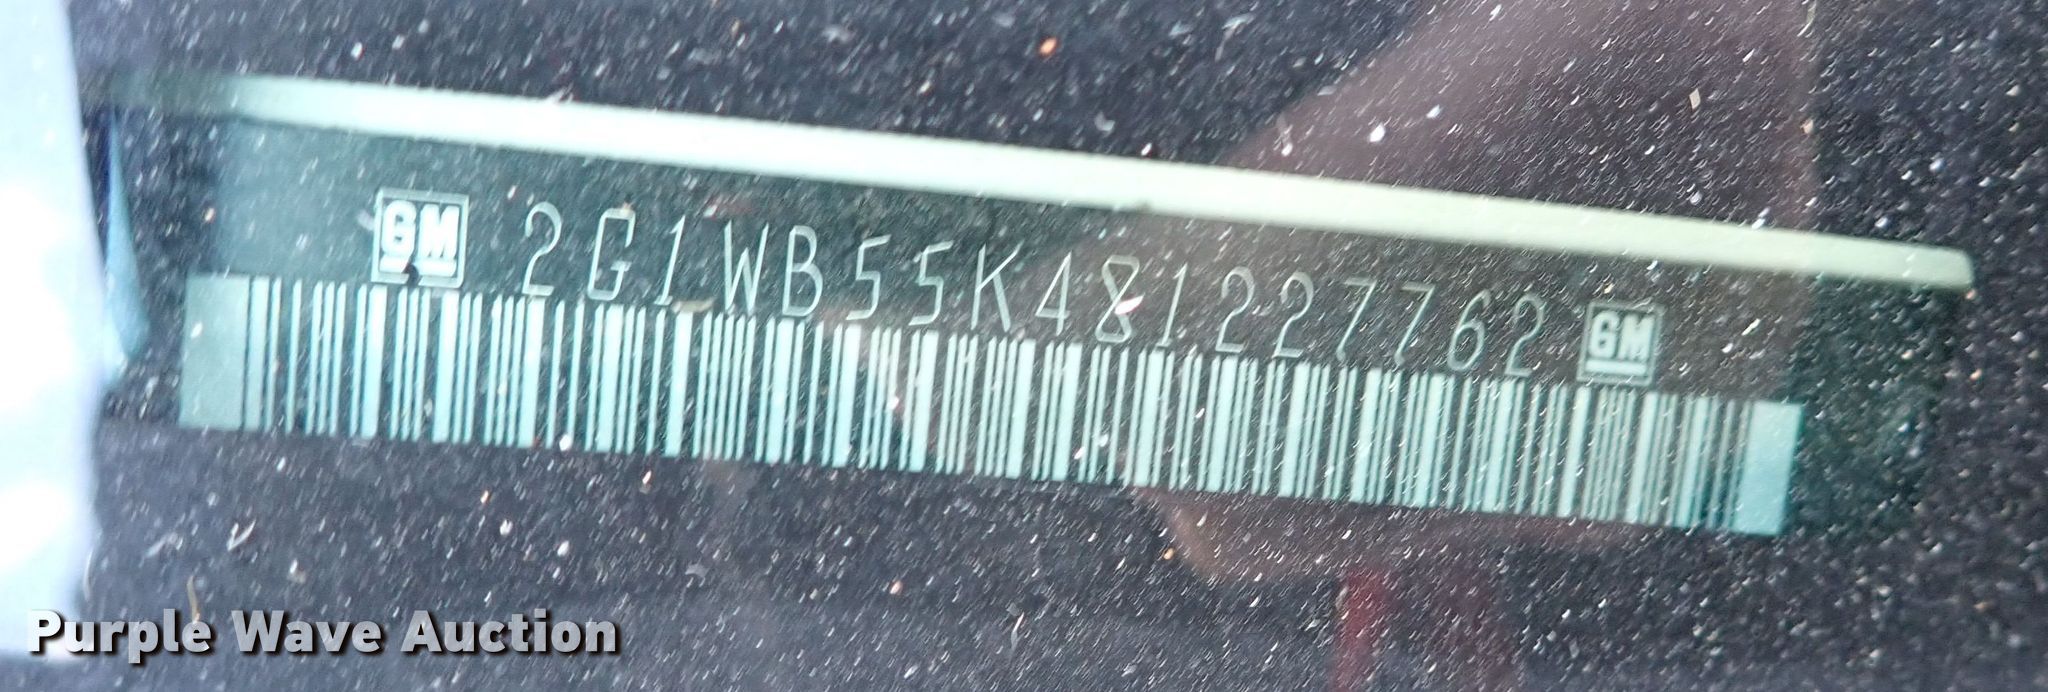 GM 2G1WB55K481227762 GM
Purple Wave Auction